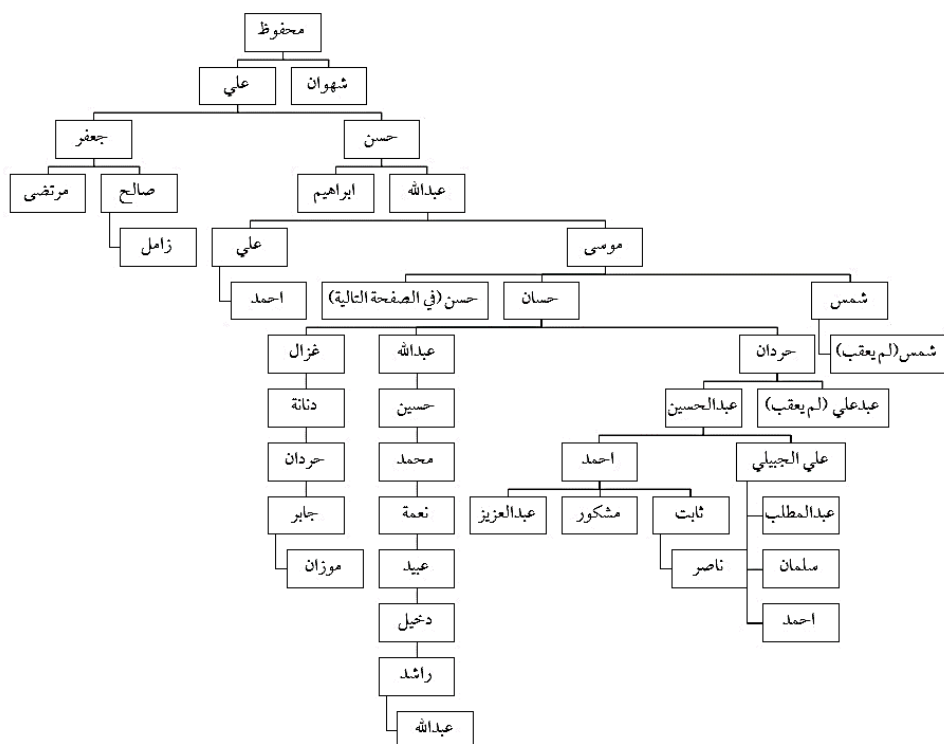 محفوظ
شهوان
علي
حسن
جعفر
عبدالله
ابراهيم
صالح
مرتضى
موسى
علي
زامل
شمس
حسان
حسن (في الصفحة التالية)
احمد
شمس (لم يعقب)
حردان
عبدالله
غزال
عبدعلي (لم يعقب)
عبدالحسين
حسين
دنانة
علي الجبيلي
احمد
محمد
حردان
عبدالمطلب
ثابت
مشكور
عبدالعزيز
نعمة
جابر
سلمان
ناصر
عبيد
موزان
احمد
دخيل
راشد
عبدالله